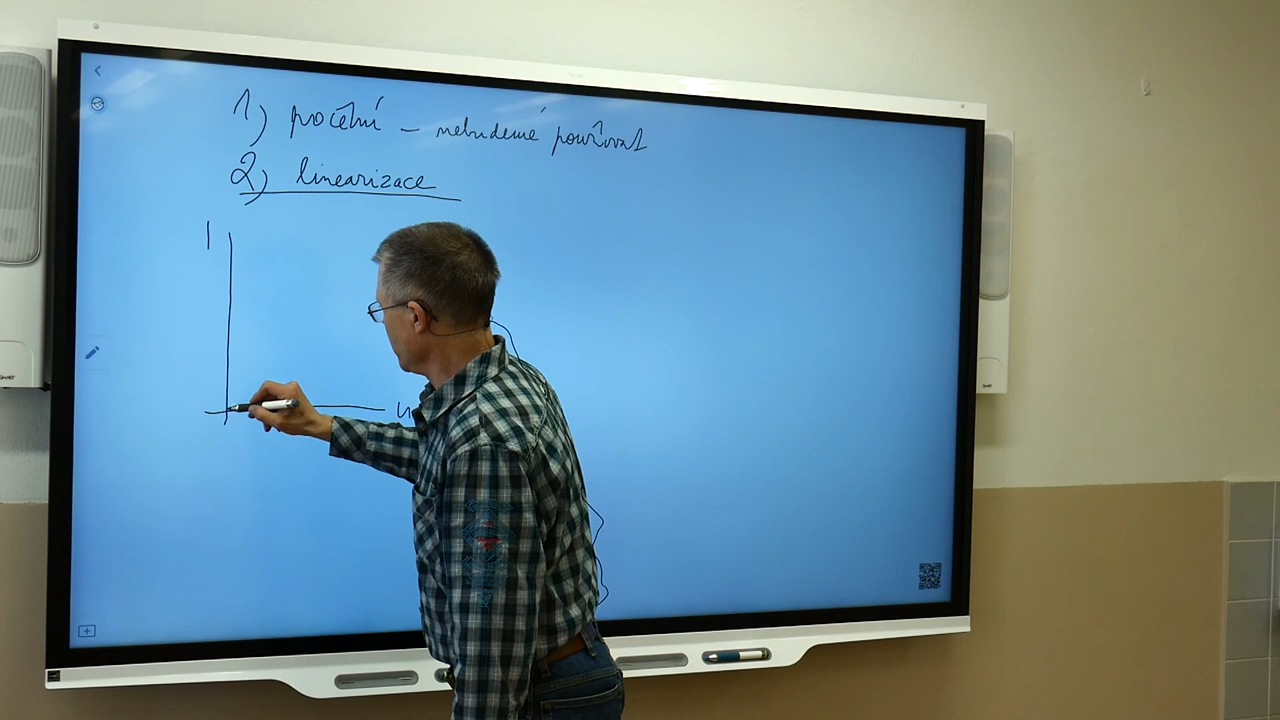 1) početní – nebudeme používat
2) linearizace
I
u